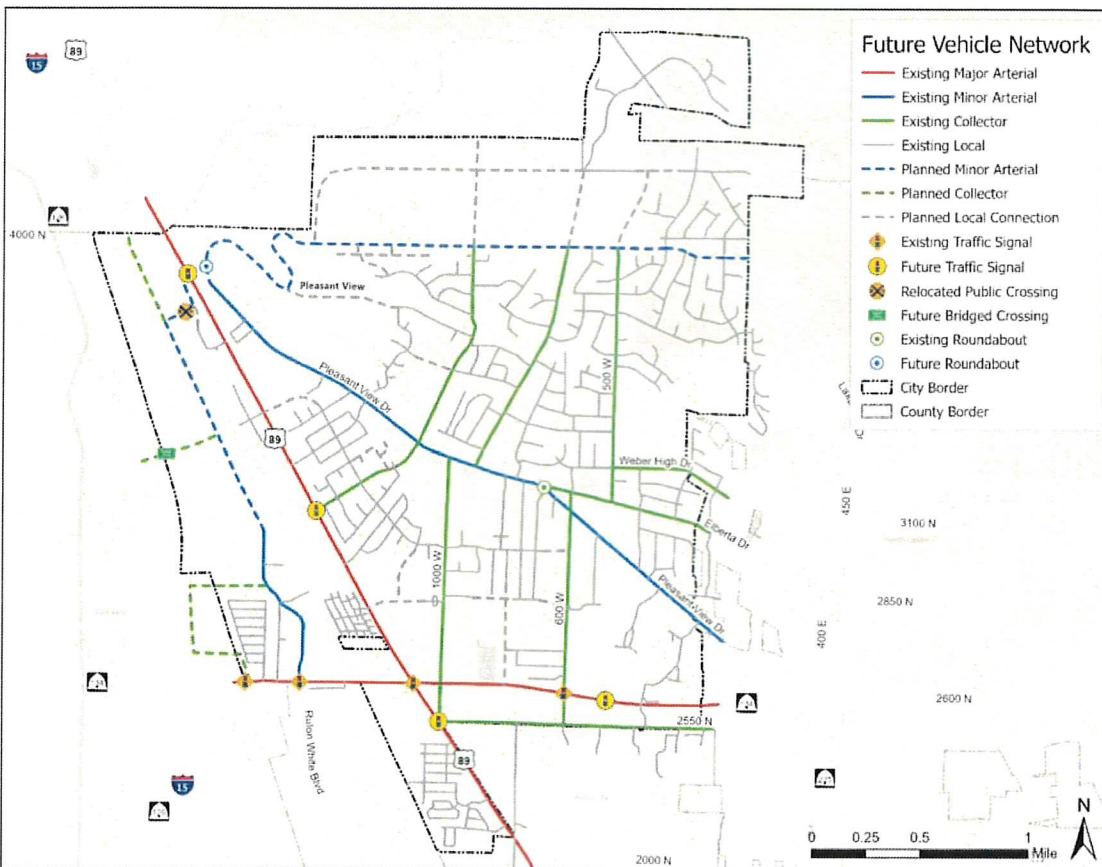 Future Vehicle Network
Existing Major Arterial
Existing Minor Arterial
Existing Collector
Existing Local
Planned Minor Arterial
Planned Collector
Planned Local Connection
Existing Traffic Signal
Future Traffic Signal
Relocated Public Crossing
Future Bridged Crossing
Existing Roundabout
Future Roundabout
City Border
County Border
15
89
4000 N
Pleasant View
Pleasant View Dr
500 W
89
Weber High Dr
450 E
Elberta Dr
3100 N
1000 W
600 W
Pleasant View Dr
2850 N
400 E
2600 N
2550 N
Rulon White Blvd
89
15
2000 N
N
0 0.25 0.5 1
Mile